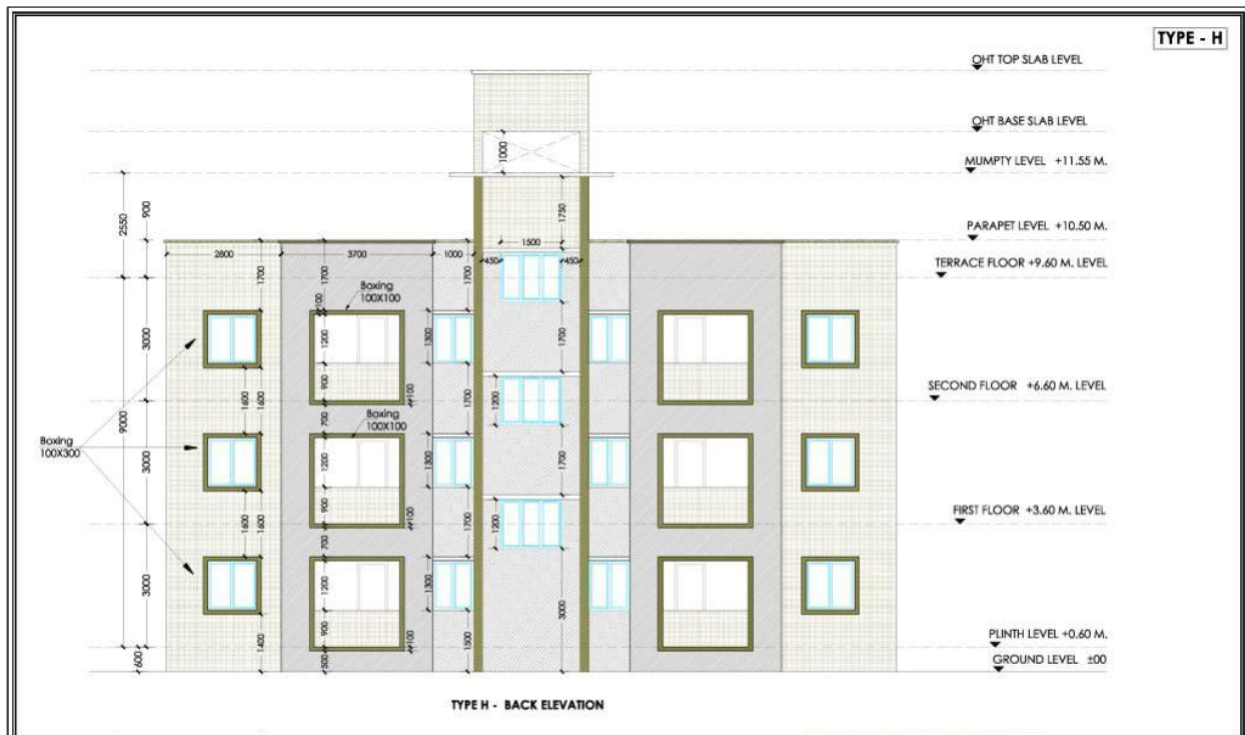 TYPE - H
OHT TOP SLAB LEVEL
OHT BASE SLAB LEVEL
1000
MUMPTY LEVEL +11.55 M.
2550
900
1750
PARAPET LEVEL +10.50 M.
2800
3700
1000
1500
450
450
1700
1700
1700
TERRACE FLOOR +9.60 M. LEVEL
Boxing
100X100
100
3000
1200
1300
1700
900
100
1600
1600
1200
SECOND FLOOR +6.60 M. LEVEL
9000
700
Boxing
100X100
1700
Boxing
100X300
3000
1200
1300
1700
900
100
1600
1600
1200
FIRST FLOOR +3.60 M. LEVEL
700
1700
3000
1200
1300
3000
900
100
1400
1500
PLINTH LEVEL +0.60 M.
600
500
GROUND LEVEL ±00
TYPE H - BACK ELEVATION